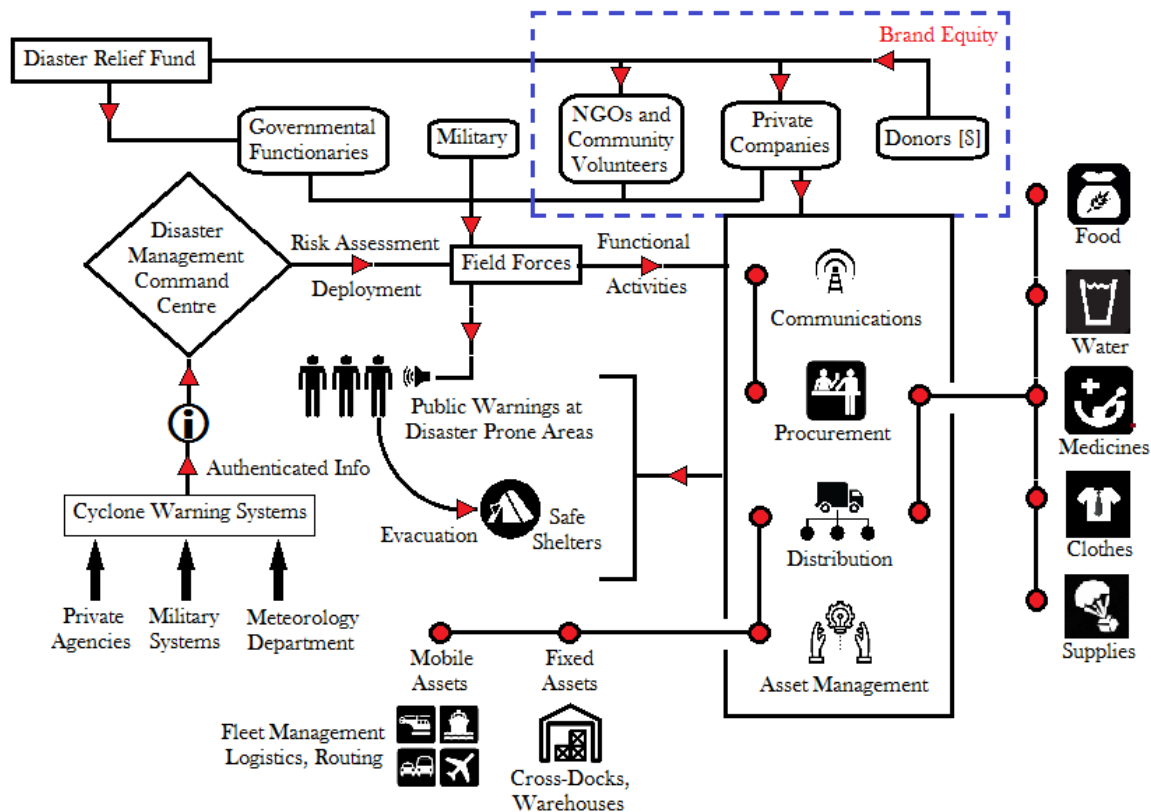 Brand Equity
Diaster Relief Fund
Governmental
Functionaries
Military
NGOs and
Community
Volunteers
Private
Companies
Donors [S]
Disaster
Management
Command
Centre
Risk Assessment
Deployment
Field Forces
Functional
Activities
Food
Water
Medicines
Clothes
Supplies
Communications
Procurement
Distribution
Asset Management
Public Warnings at
Disaster Prone Areas
Evacuation
Safe
Shelters
i
Authenticated Info
Cyclone Warning Systems
Private
Agencies
Military
Systems
Meteorology
Department
Mobile
Assets
Fixed
Assets
Fleet Management
Logistics, Routing
Cross-Docks,
Warehouses